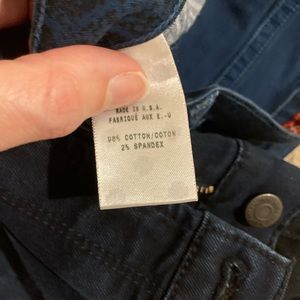 MADE IN U.S.A.
FABRIQUE AUX E.-U
98% COTTON/COTON
2% SPANDEX